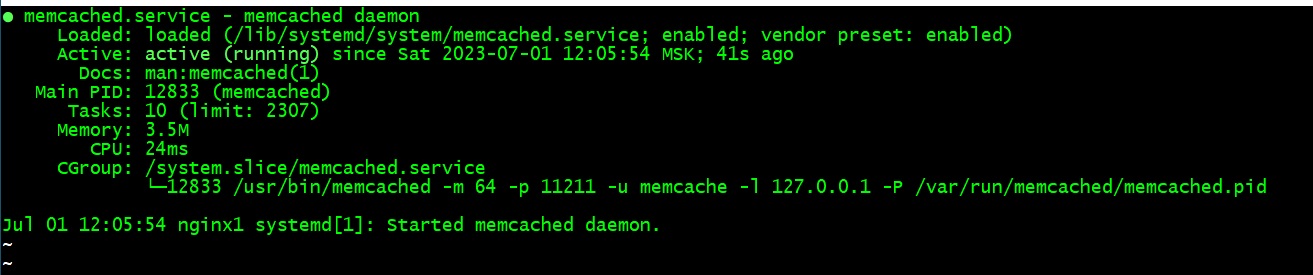 ● memcached.service - memcached daemon
     Loaded: loaded (/lib/systemd/system/memcached.service; enabled; vendor preset: enabled)
     Active: active (running) since Sat 2023-07-01 12:05:54 MSK; 41s ago
       Docs: man:memcached(1)
   Main PID: 12833 (memcached)
      Tasks: 10 (limit: 2307)
     Memory: 3.5M
        CPU: 24ms
     CGroup: /system.slice/memcached.service
             └─12833 /usr/bin/memcached -m 64 -p 11211 -u memcache -l 127.0.0.1 -P /var/run/memcached/memcached.pid
Jul 01 12:05:54 nginx1 systemd[1]: Started memcached daemon.
~
~